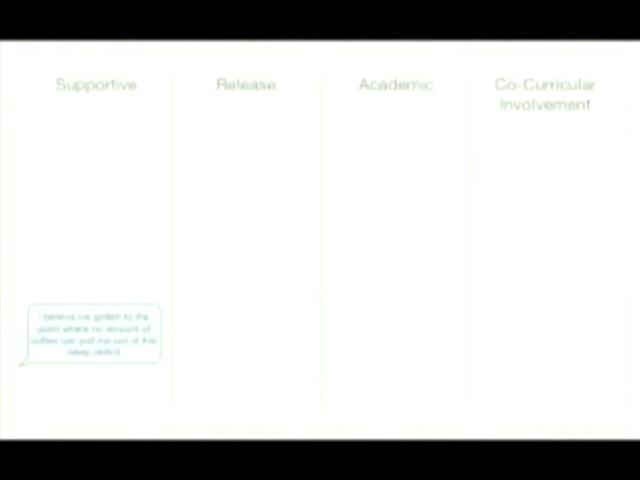 Supportive
Release
Academic
Co-Curricular
Involvement
I believe ive gotten to the
point where no amount of
coffee can pull me out of this
sleep deficit